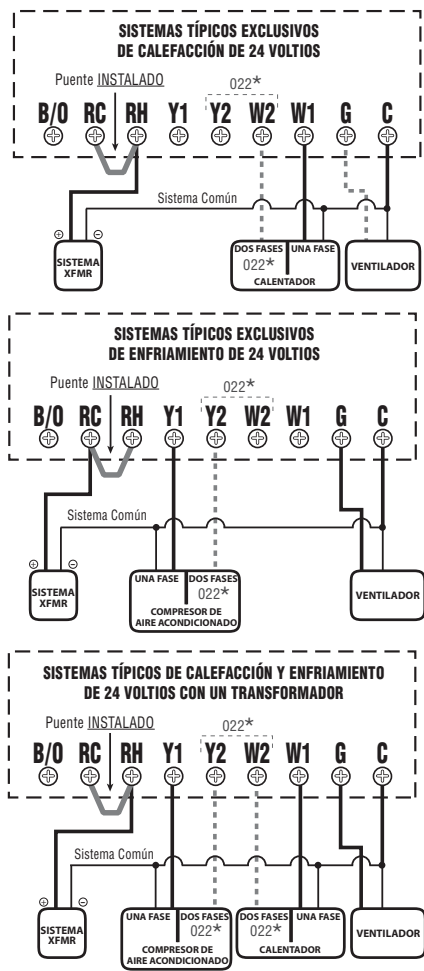 SISTEMAS TÍPICOS EXCLUSIVOS
DE CALEFACCIÓN DE 24 VOLTIOS
Puente INSTALADO
022*
B/O RC RH Y1 Y2 W2 W1 G C
Sistema Común
⊕ ⊖
SISTEMA
XFMR
DOS FASES UNA FASE
022*
CALENTADOR
VENTILADOR
SISTEMAS TÍPICOS EXCLUSIVOS
DE ENFRIAMIENTO DE 24 VOLTIOS
Puente INSTALADO
022*
B/O RC RH Y1 Y2 W2 W1 G C
Sistema Común
⊕ ⊖
SISTEMA
XFMR
UNA FASE DOS FASES
022*
COMPRESOR DE
AIRE ACONDICIONADO
VENTILADOR
SISTEMAS TÍPICOS DE CALEFACCIÓN Y ENFRIAMIENTO
DE 24 VOLTIOS CON UN TRANSFORMADOR
Puente INSTALADO
022*
B/O RC RH Y1 Y2 W2 W1 G C
Sistema Común
⊕ ⊖
SISTEMA
XFMR
UNA FASE DOS FASES
022*
COMPRESOR DE
AIRE ACONDICIONADO
DOS FASES UNA FASE
022*
CALENTADOR
VENTILADOR